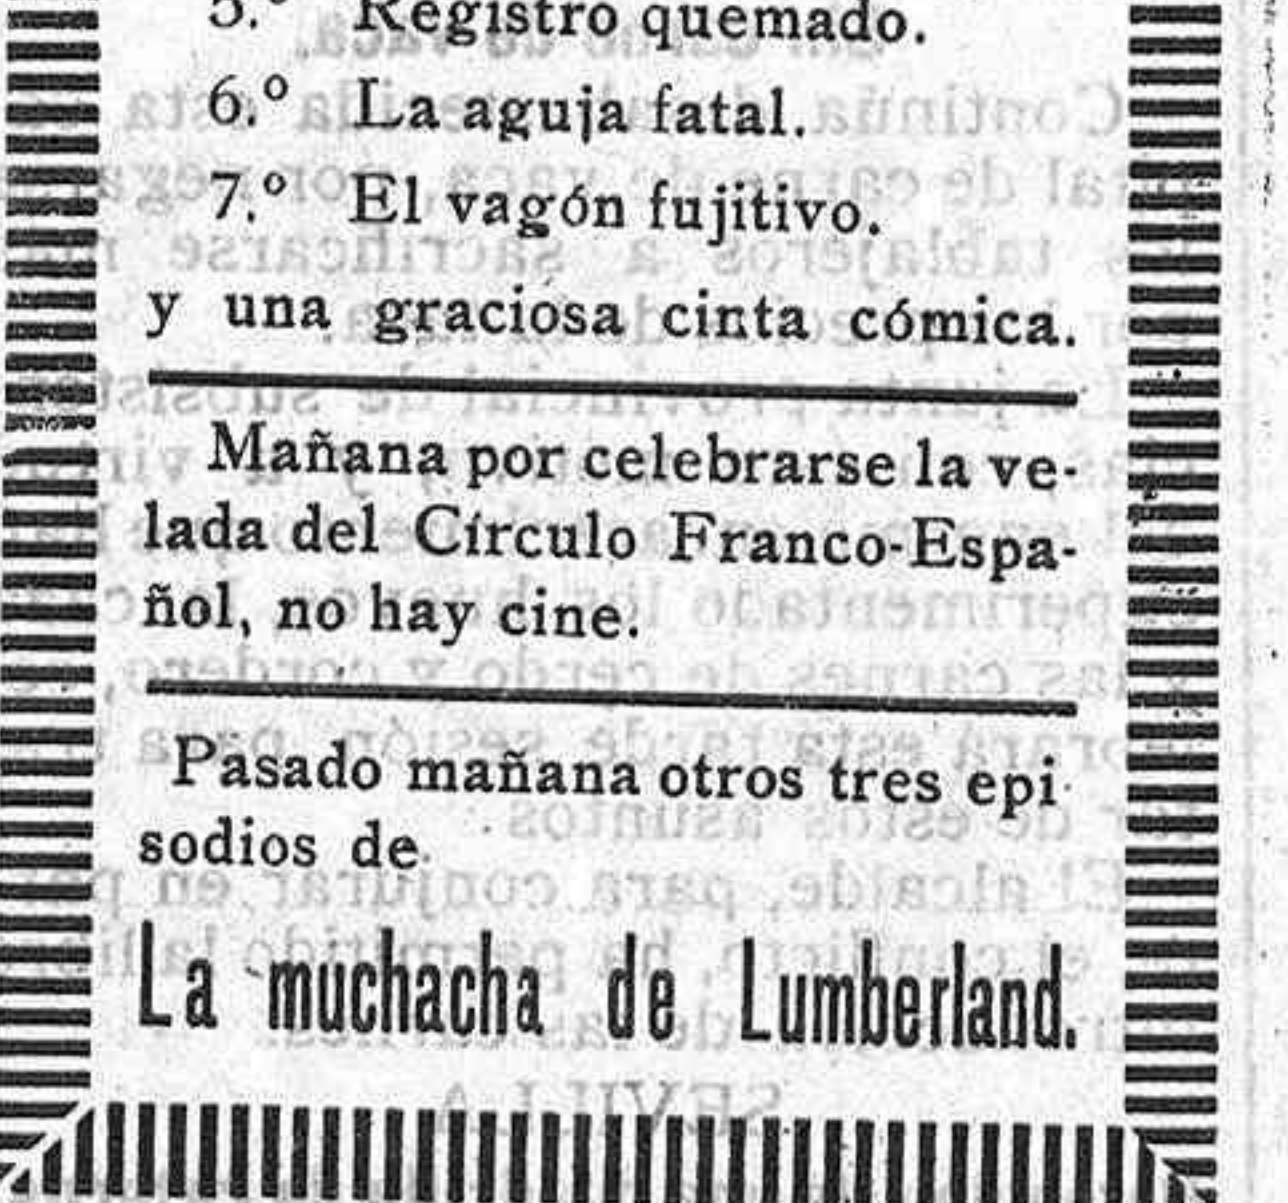 5.º Registro quemado.
6.º La aguja fatal.
7.º El vagón fujitivo.
y una graciosa cinta cómica.
Mañana por celebrarse la ve-
lada del Círculo Franco-Espa-
ñol, no hay cine.
Pasado mañana otros tres epi-
sodios de
La muchacha de Lumberland.